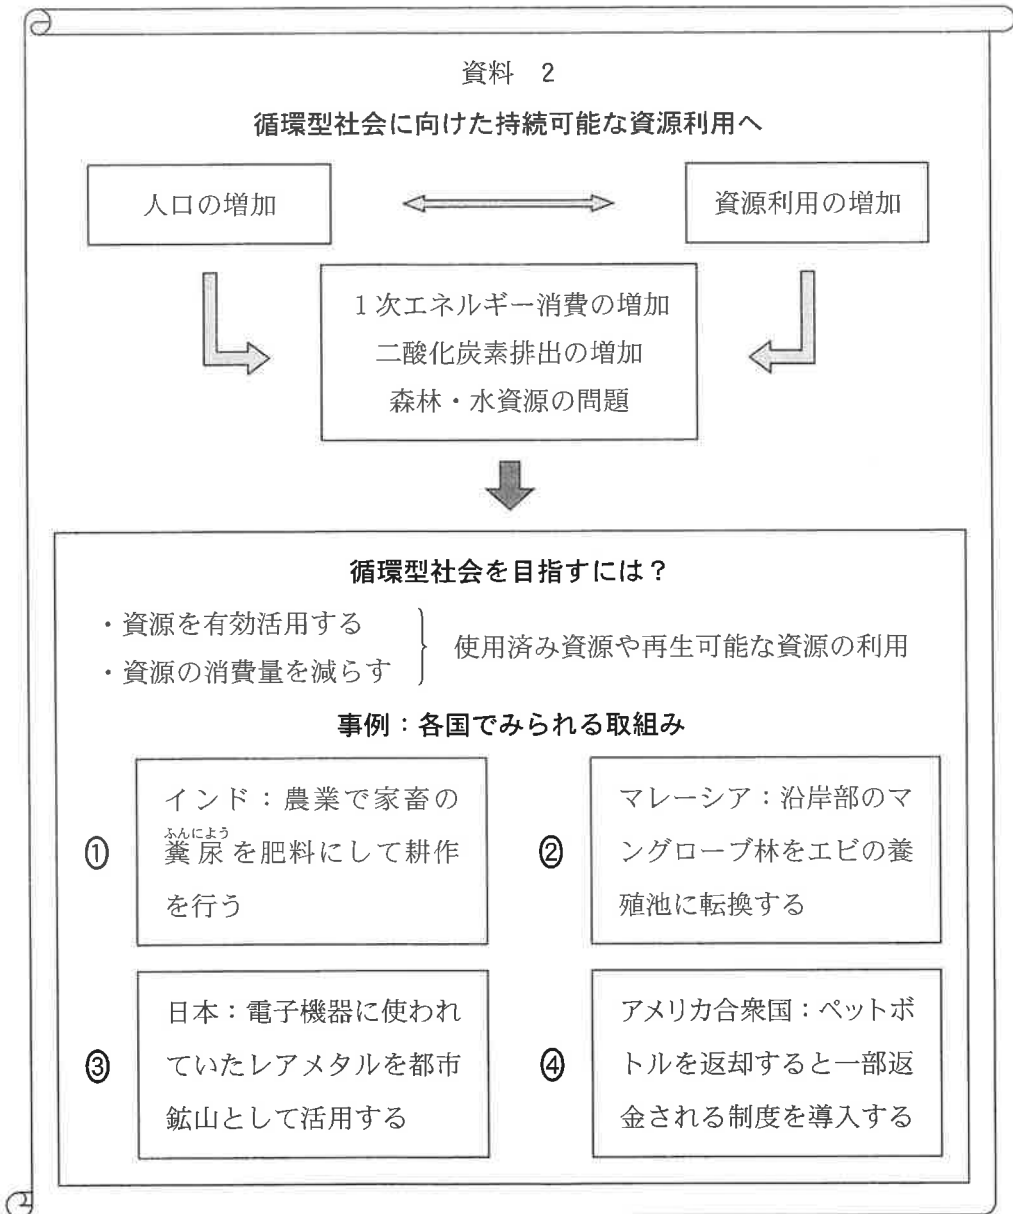 資料 2
循環型社会に向けた持続可能な資源利用へ
人口の増加
資源利用の増加
1次エネルギー消費の増加
二酸化炭素排出の増加
森林・水資源の問題
循環型社会を目指すには？
・資源を有効活用する
・資源の消費量を減らす
使用済み資源や再生可能な資源の利用
事例：各国でみられる取組み
①
インド：農業で家畜の
ふんにょう
糞尿を肥料にして耕作
を行う
②
マレーシア：沿岸部のマ
ングローブ林をエビの養
殖池に転換する
③
日本：電子機器に使われ
ていたレアメタルを都市
鉱山として活用する
④
アメリカ合衆国：ペットボ
トルを返却すると一部返
金される制度を導入する